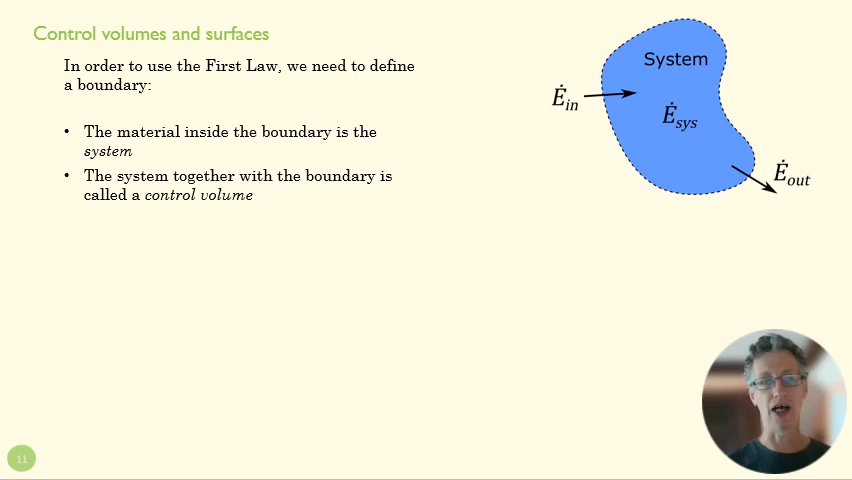 Control volumes and surfaces
In order to use the First Law, we need to define
a boundary:
• The material inside the boundary is the
system
• The system together with the boundary is
called a control volume
System
Ė_in
Ė_sys
Ė_out
11